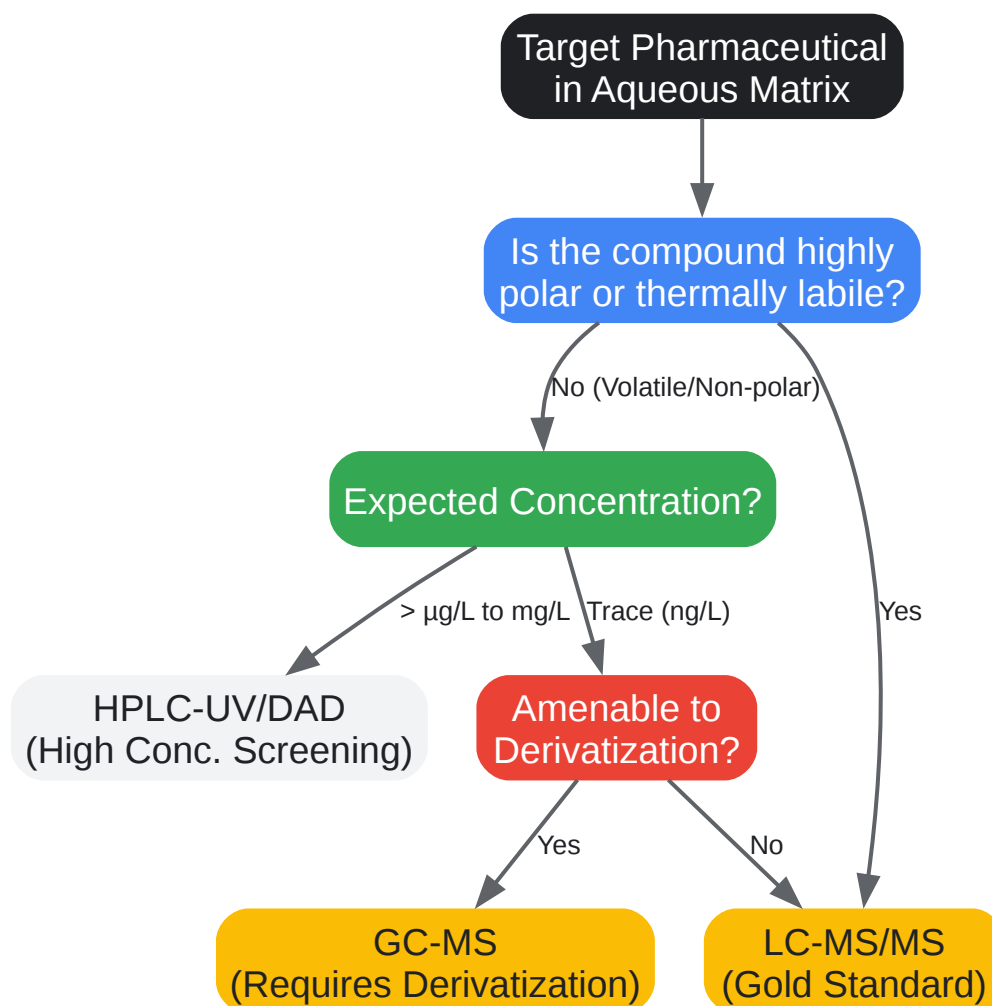 Target Pharmaceutical
in Aqueous Matrix
Is the compound highly
polar or thermally labile?
No (Volatile/Non-polar)
Expected Concentration?
> µg/L to mg/L
Trace (ng/L)
Yes
HPLC-UV/DAD
(High Conc. Screening)
Amenable to
Derivatization?
Yes
No
GC-MS
(Requires Derivatization)
LC-MS/MS
(Gold Standard)